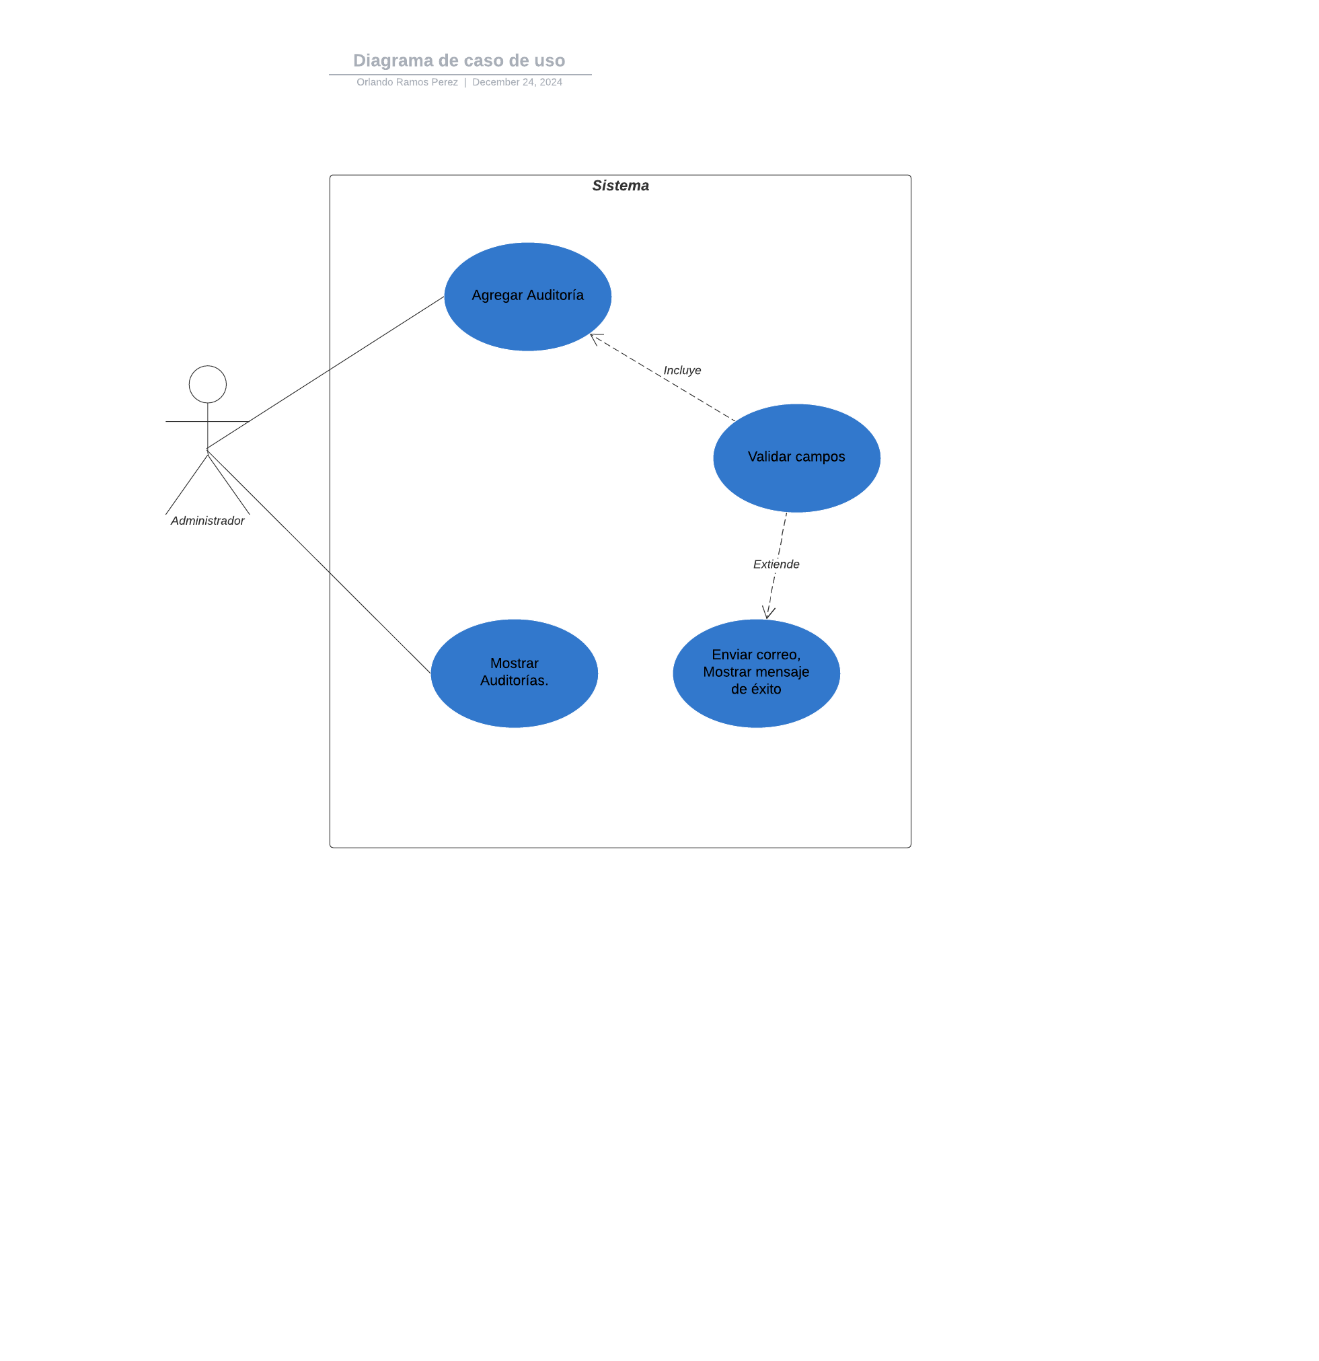 Diagrama de caso de uso
Orlando Ramos Perez | December 24, 2024
Sistema
Agregar Auditoría
Incluye
Validar campos
Administrador
Extiende
Mostrar
Auditorías.
Enviar correo,
Mostrar mensaje
de éxito